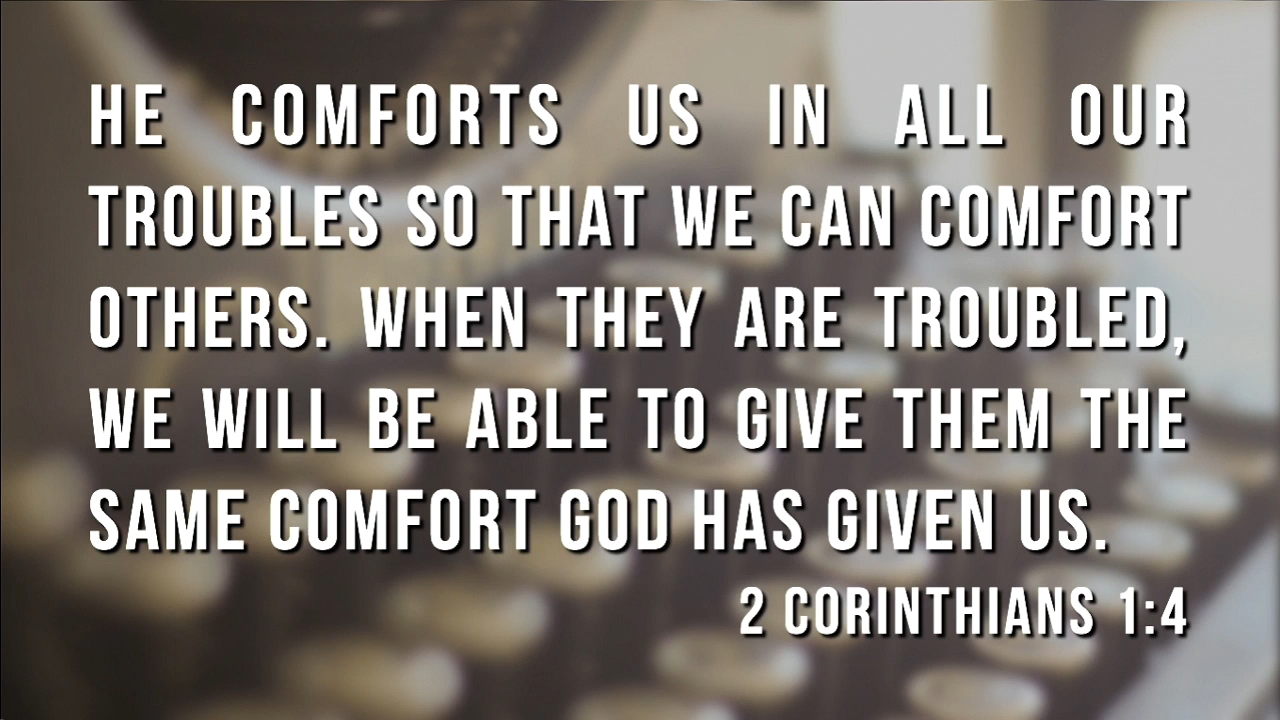 HE COMFORTS US IN ALL OUR
TROUBLES SO THAT WE CAN COMFORT
OTHERS. WHEN THEY ARE TROUBLED,
WE WILL BE ABLE TO GIVE THEM THE
SAME COMFORT GOD HAS GIVEN US.
2 CORINTHIANS 1:4